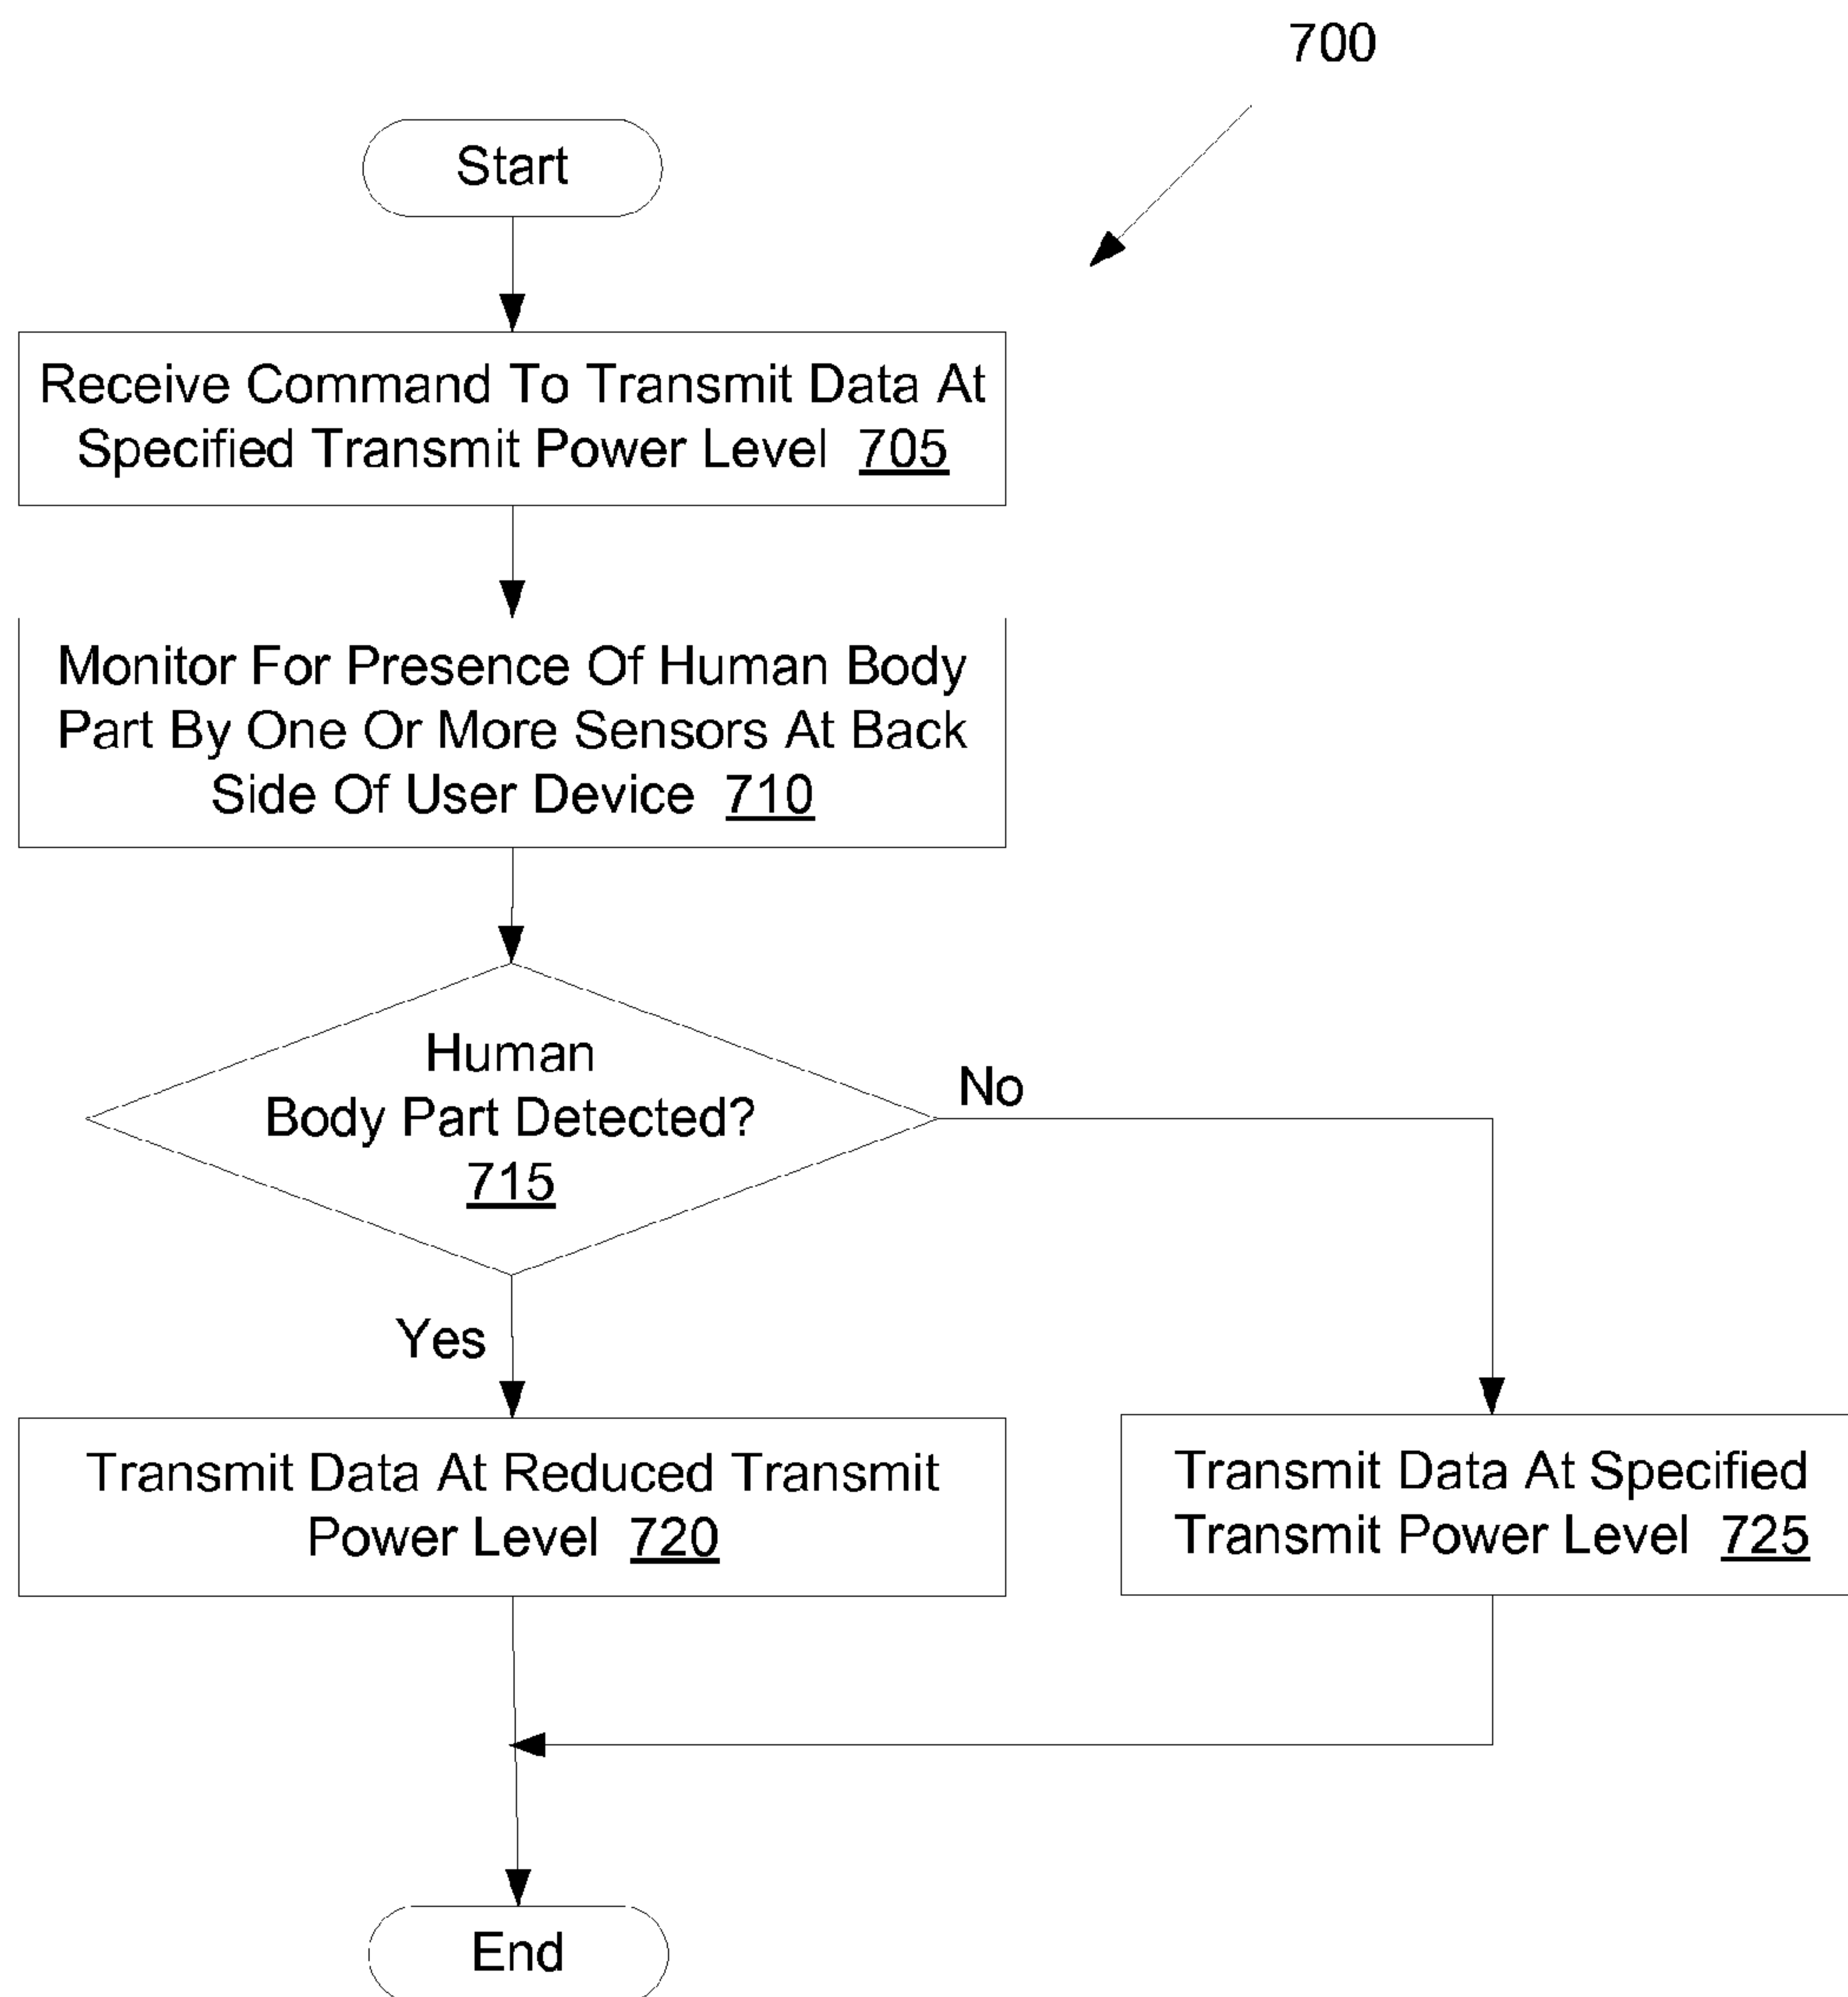 700
Start
Receive Command To Transmit Data At
Specified Transmit Power Level 705
Monitor For Presence Of Human Body
Part By One Or More Sensors At Back
Side Of User Device 710
Human
Body Part Detected?
715
No
Yes
Transmit Data At Reduced Transmit
Power Level 720
Transmit Data At Specified
Transmit Power Level 725
End